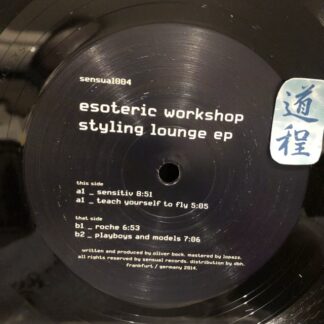 sensual004
esoteric workshop
styling lounge ep
this side
a1 _ sensitiv 8:51
a1 _ teach yourself to fly 5:05
that side
b1 _ roche 6:53
b2 _ playboys and models 7:06
written and produced by oliver bock. mastered by lopazz.
all rights reserved by sensual records. distribution by dbh.
frankfurt / germany 2014.
道
程